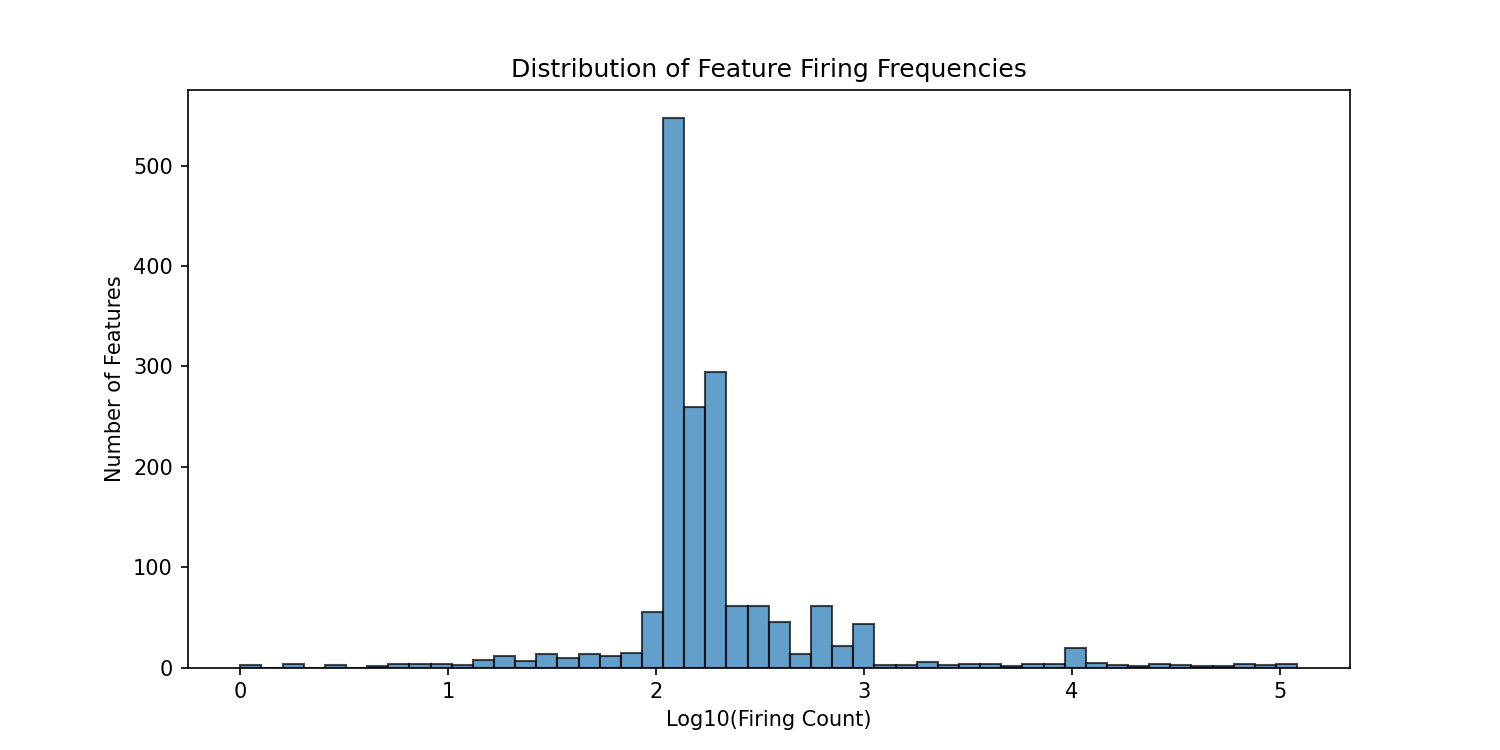 Distribution of Feature Firing Frequencies
Number of Features
500
400
300
200
100
0
0 1 2 3 4 5
Log10(Firing Count)